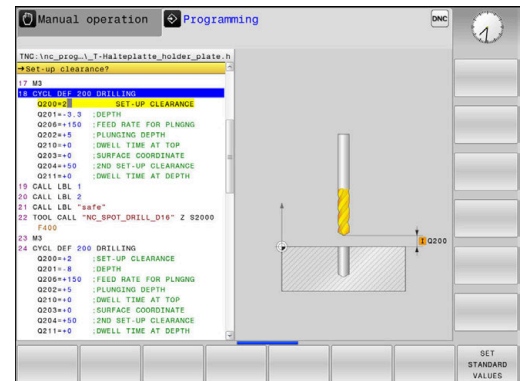 Manual operation
Programming
DNC
TNC:\nc_prog…\_T-Halteplatte_holder_plate.h
→Set-up clearance?
17 M3
18 CYCL DEF 200 DRILLING
Q200=2 SET-UP CLEARANCE
Q201=-3.3 ;DEPTH
Q206=+150 ;FEED RATE FOR PLNGNG
Q202=+5 ;PLUNGING DEPTH
Q210=+0 ;DWELL TIME AT TOP
Q203=+0 ;SURFACE COORDINATE
Q204=+50 ;2ND SET-UP CLEARANCE
Q211=+0 ;DWELL TIME AT DEPTH
19 CALL LBL 1
20 CALL LBL 2
21 CALL LBL "safe"
22 TOOL CALL "NC_SPOT_DRILL_D16" Z S2000
F400
23 M3
24 CYCL DEF 200 DRILLING
Q200=+2 ;SET-UP CLEARANCE
Q201=-8 ;DEPTH
Q206=+150 ;FEED RATE FOR PLNGNG
Q202=+5 ;PLUNGING DEPTH
Q210=+0 ;DWELL TIME AT TOP
Q203=+0 ;SURFACE COORDINATE
Q204=+50 ;2ND SET-UP CLEARANCE
Q211=+0 ;DWELL TIME AT DEPTH
I Q200
SET
STANDARD
VALUES